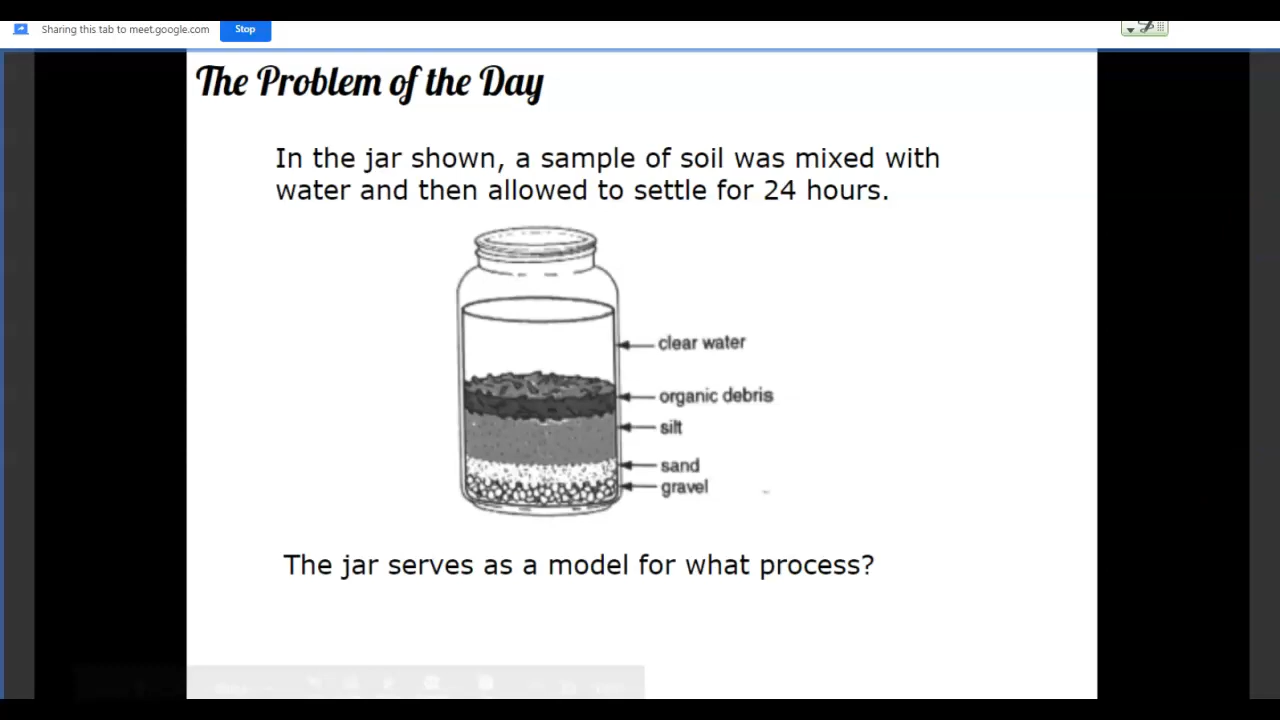 Sharing this tab to meet.google.com Stop
The Problem of the Day
In the jar shown, a sample of soil was mixed with
water and then allowed to settle for 24 hours.
clear water
organic debris
silt
sand
gravel
The jar serves as a model for what process?